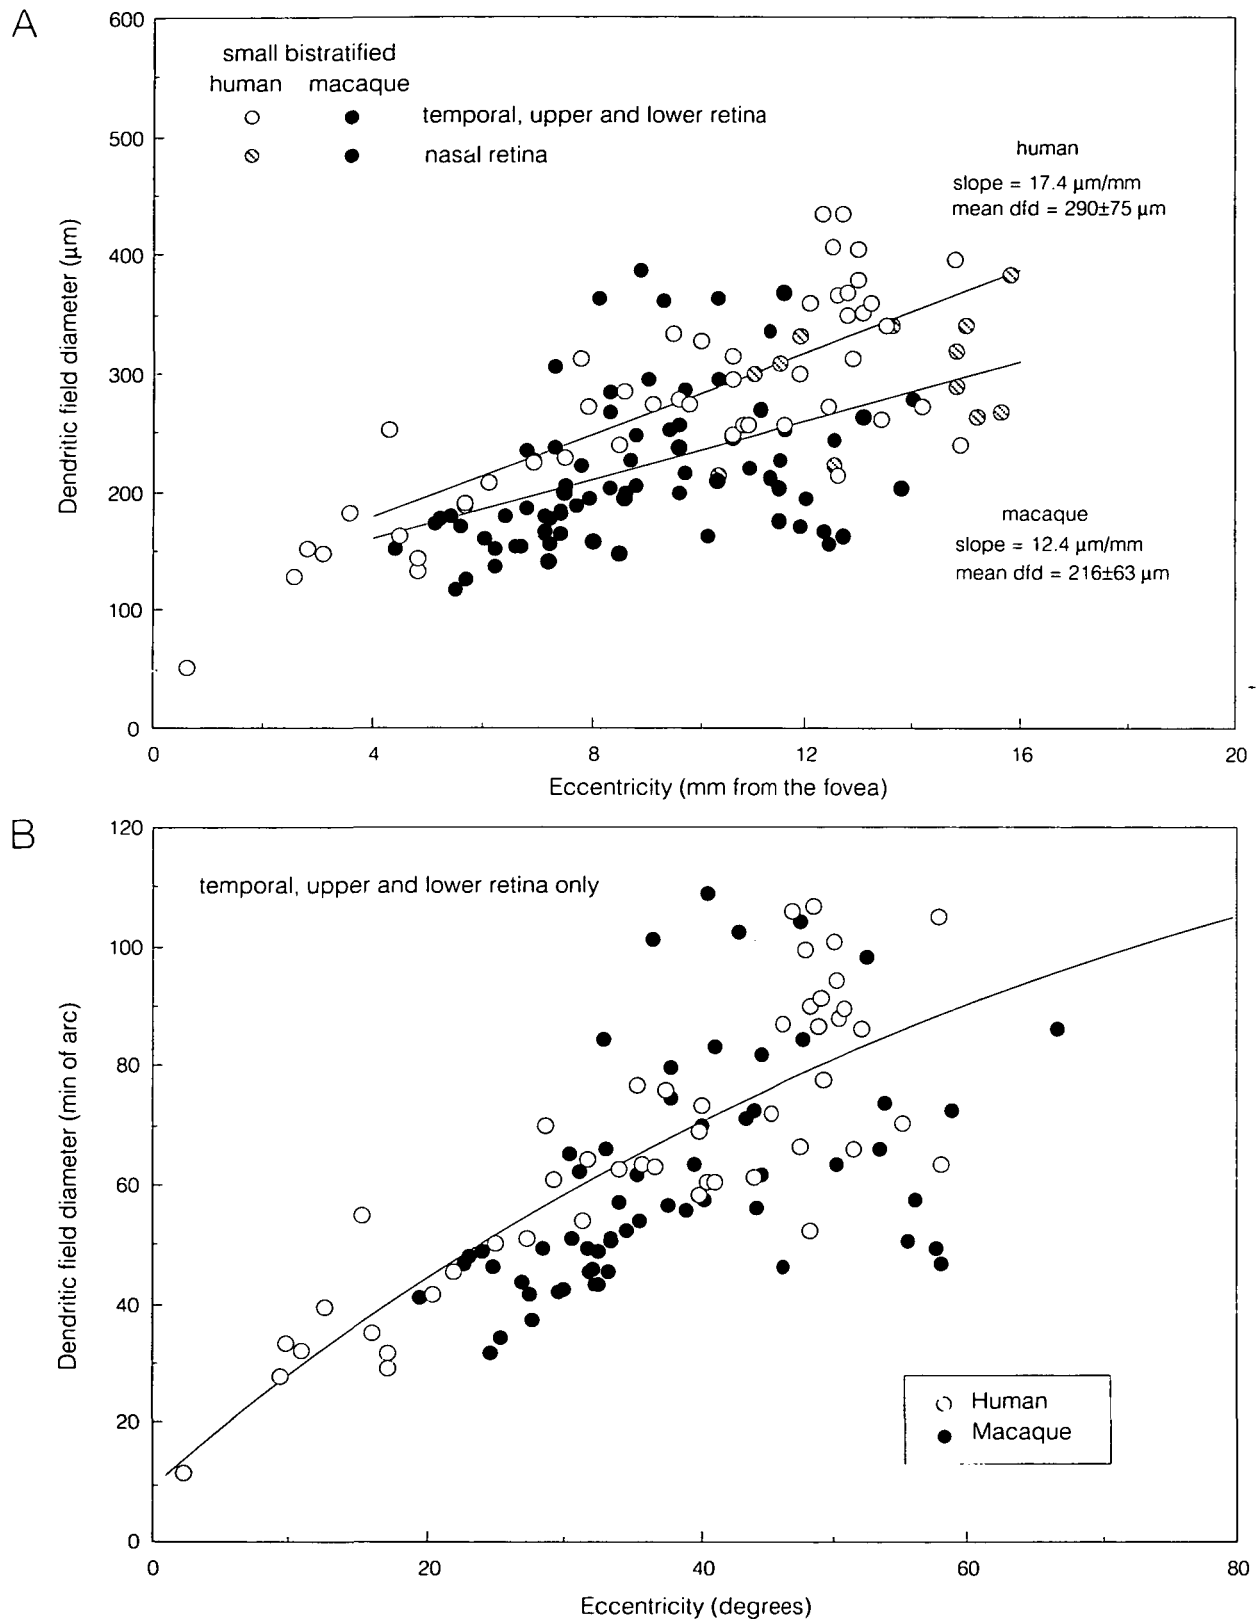 A
600
500
400
300
200
100
0
Dendritic field diameter (µm)
small bistratified
human macaque
temporal, upper and lower retina
nasal retina
human
slope = 17.4 µm/mm
mean dfd = 290±75 µm
macaque
slope = 12.4 µm/mm
mean dfd = 216±63 µm
0 4 8 12 16 20
Eccentricity (mm from the fovea)
B
120
100
80
60
40
20
0
Dendritic field diameter (min of arc)
temporal, upper and lower retina only
Human
Macaque
0 20 40 60 80
Eccentricity (degrees)